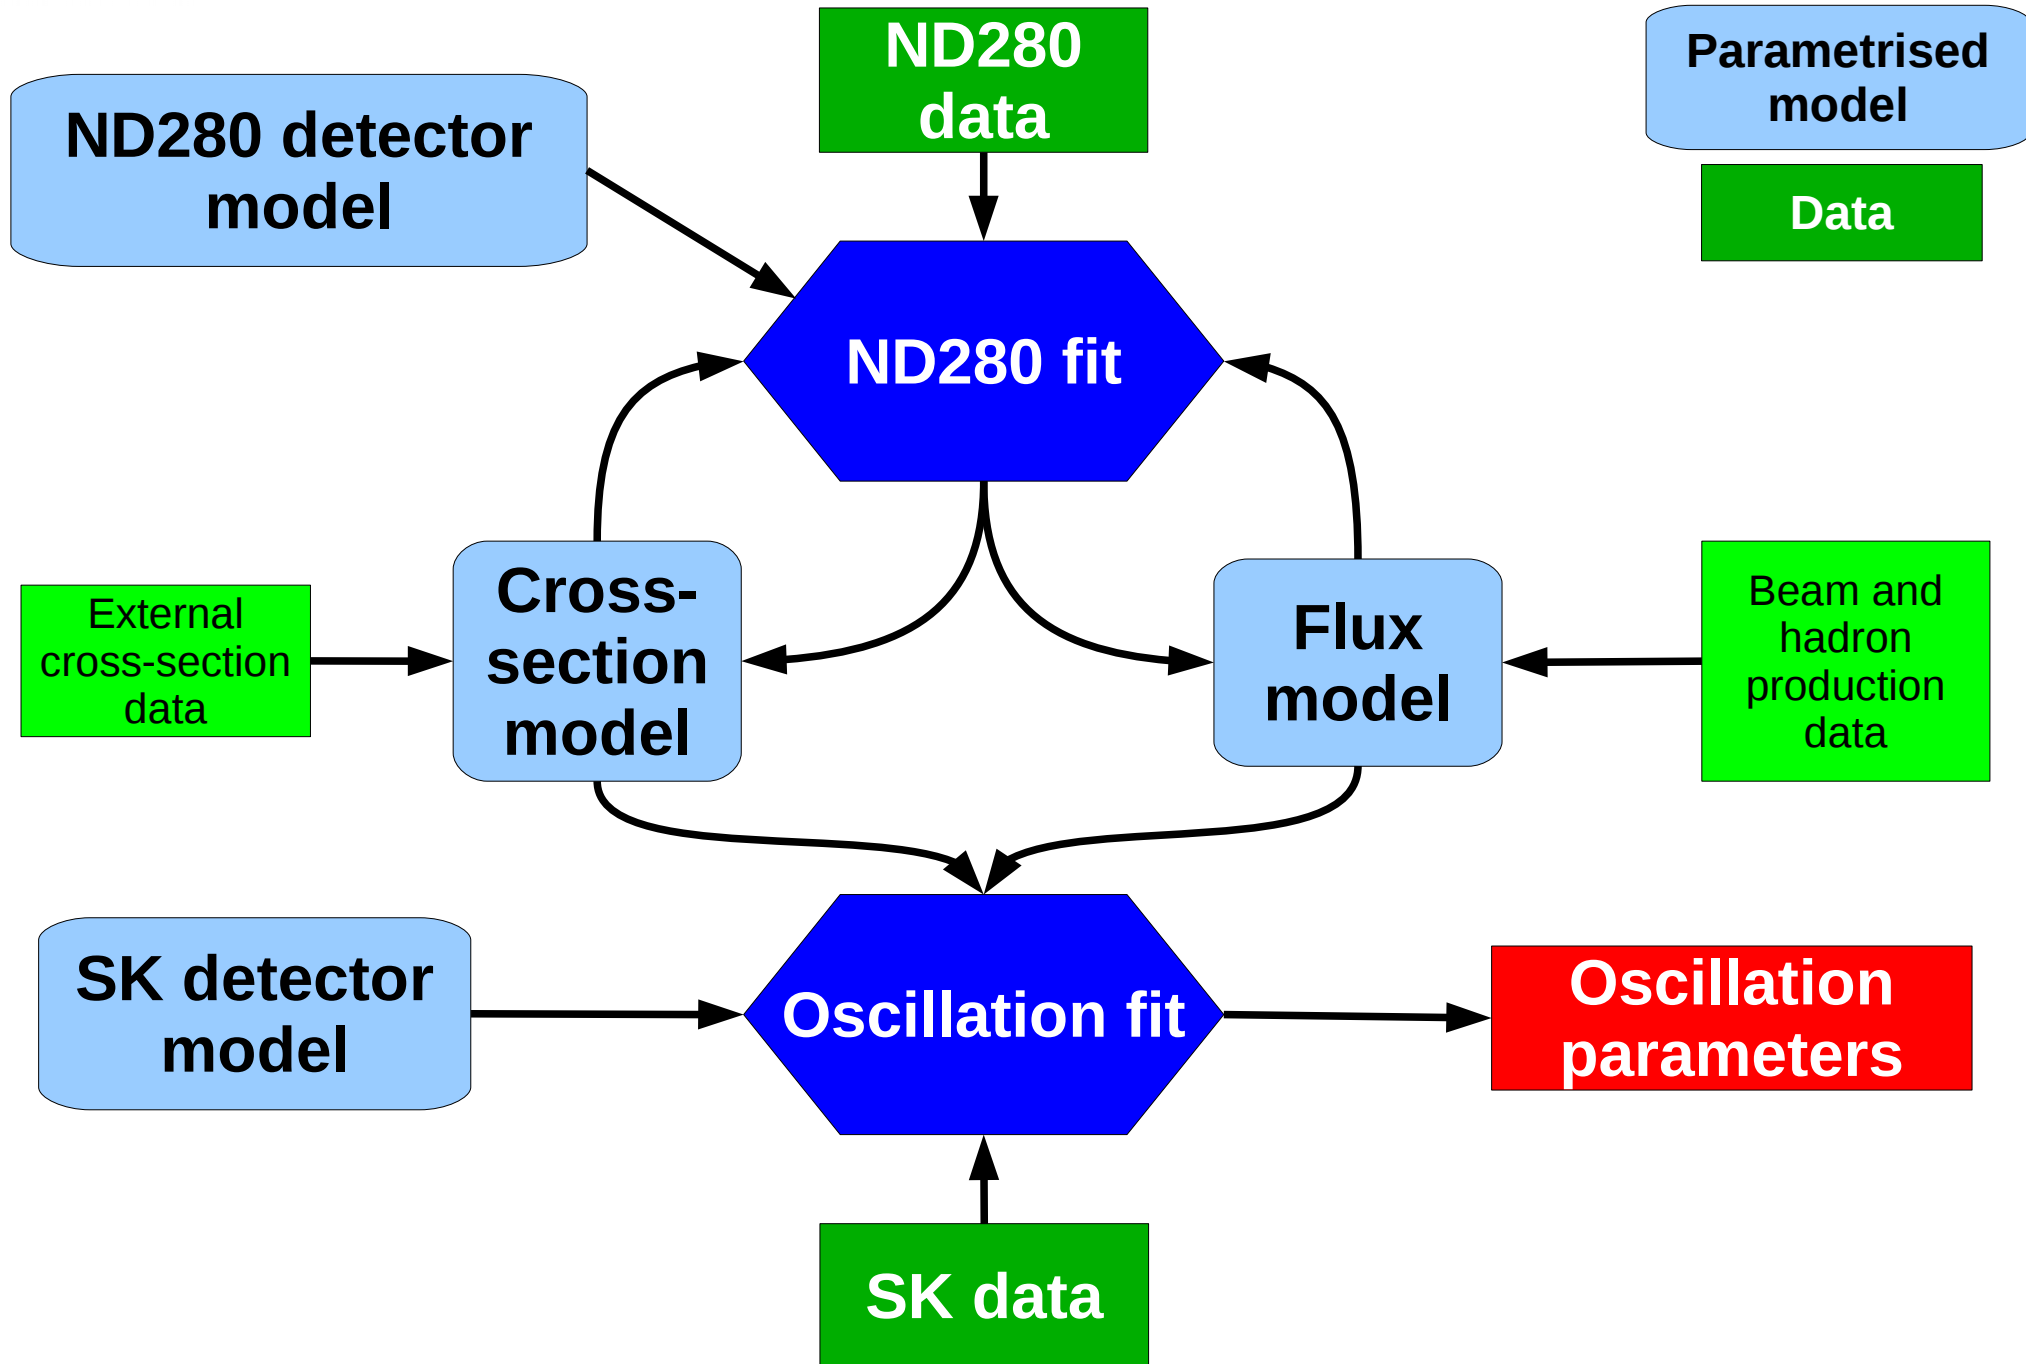 ND280
data
Parametrised
model
ND280 detector
model
Data
ND280 fit
External
cross-section
data
Cross-
section
model
Flux
model
Beam and
hadron
production
data
SK detector
model
Oscillation fit
Oscillation
parameters
SK data